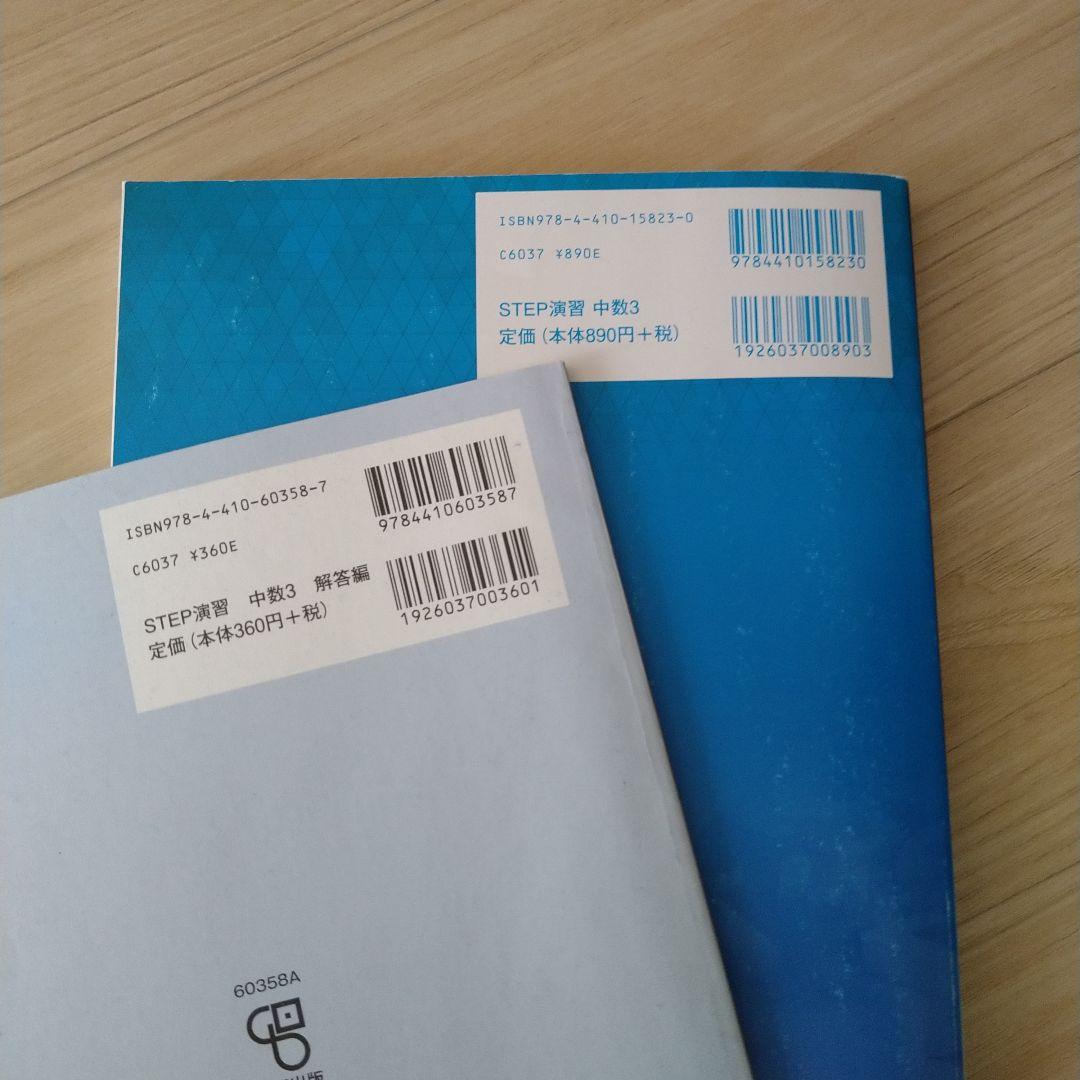 ISBN978-4-410-15823-0
C6037 ¥890E
9784410158230
STEP演習 中数3
定価（本体890円＋税）
1926037008903
ISBN978-4-410-60358-7
C6037 ¥360E
9784410603587
STEP演習　中数3　解答編
定価（本体360円＋税）
1926037003601
60358A
出版